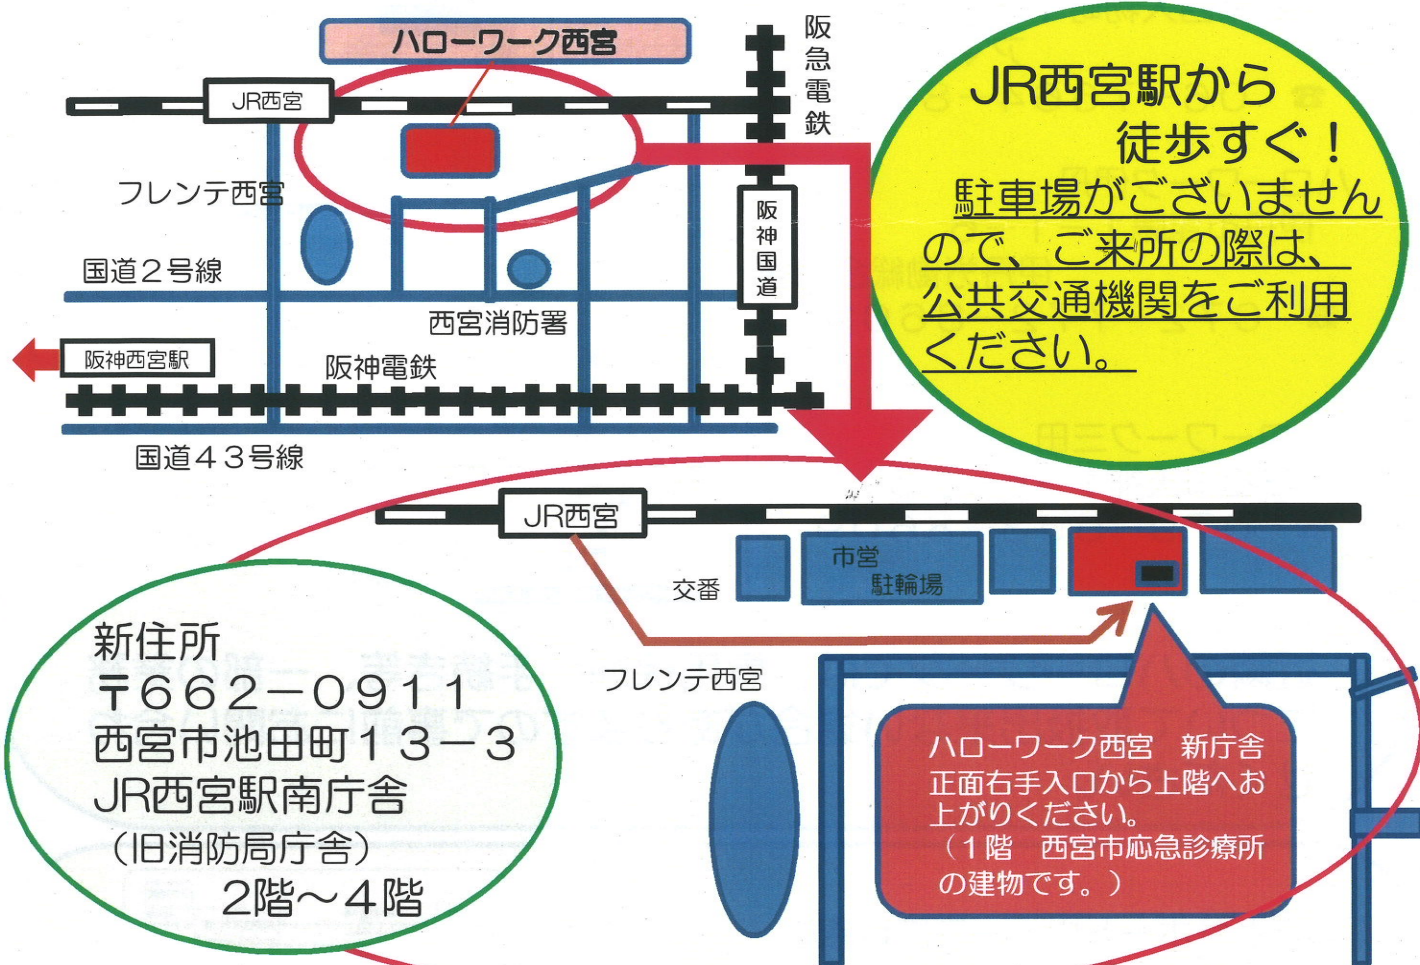 ハローワーク西宮
阪急電鉄
JR西宮
フレンテ西宮
阪神国道
国道２号線
西宮消防署
阪神西宮駅
阪神電鉄
国道４３号線
JR西宮駅から
徒歩すぐ！
駐車場がございません
ので、ご来所の際は、
公共交通機関をご利用
ください。
JR西宮
交番
市営
駐輪場
フレンテ西宮
新住所
〒６６２－０９１１
西宮市池田町１３－３
JR西宮駅南庁舎
（旧消防局庁舎）
２階～４階
ハローワーク西宮　新庁舎
正面右手入口から上階へお
上がりください。
（１階　西宮市応急診療所
の建物です。）